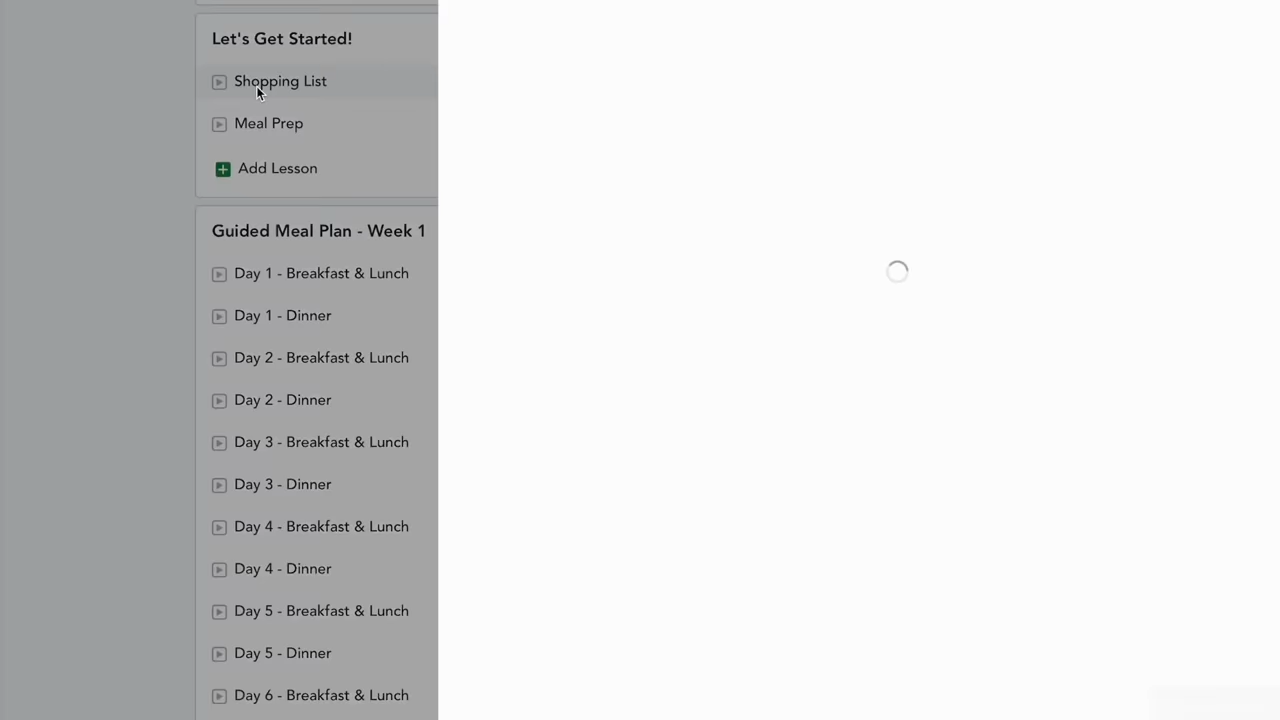 Let's Get Started!
Shopping List
Meal Prep
Add Lesson
Guided Meal Plan - Week 1
Day 1 - Breakfast & Lunch
Day 1 - Dinner
Day 2 - Breakfast & Lunch
Day 2 - Dinner
Day 3 - Breakfast & Lunch
Day 3 - Dinner
Day 4 - Breakfast & Lunch
Day 4 - Dinner
Day 5 - Breakfast & Lunch
Day 5 - Dinner
Day 6 - Breakfast & Lunch